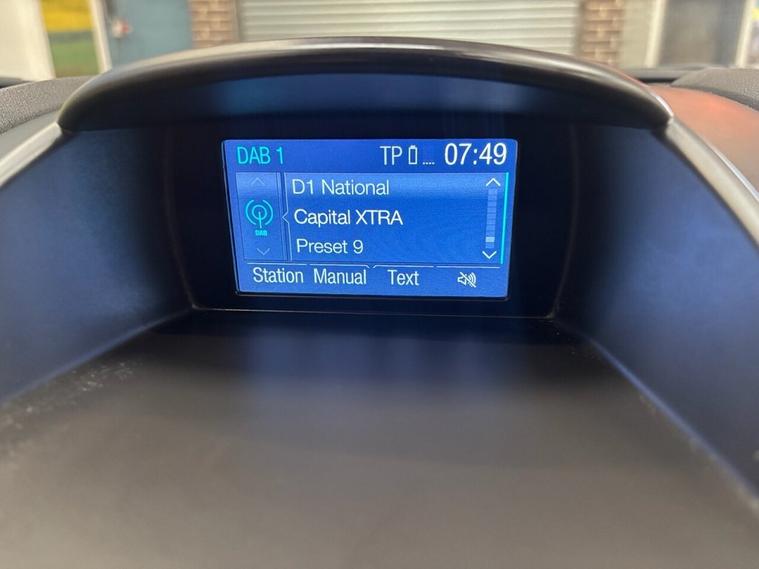 DAB 1 TP .... 07:49
D1 National
Capital XTRA
DAB
Preset 9
Station Manual Text